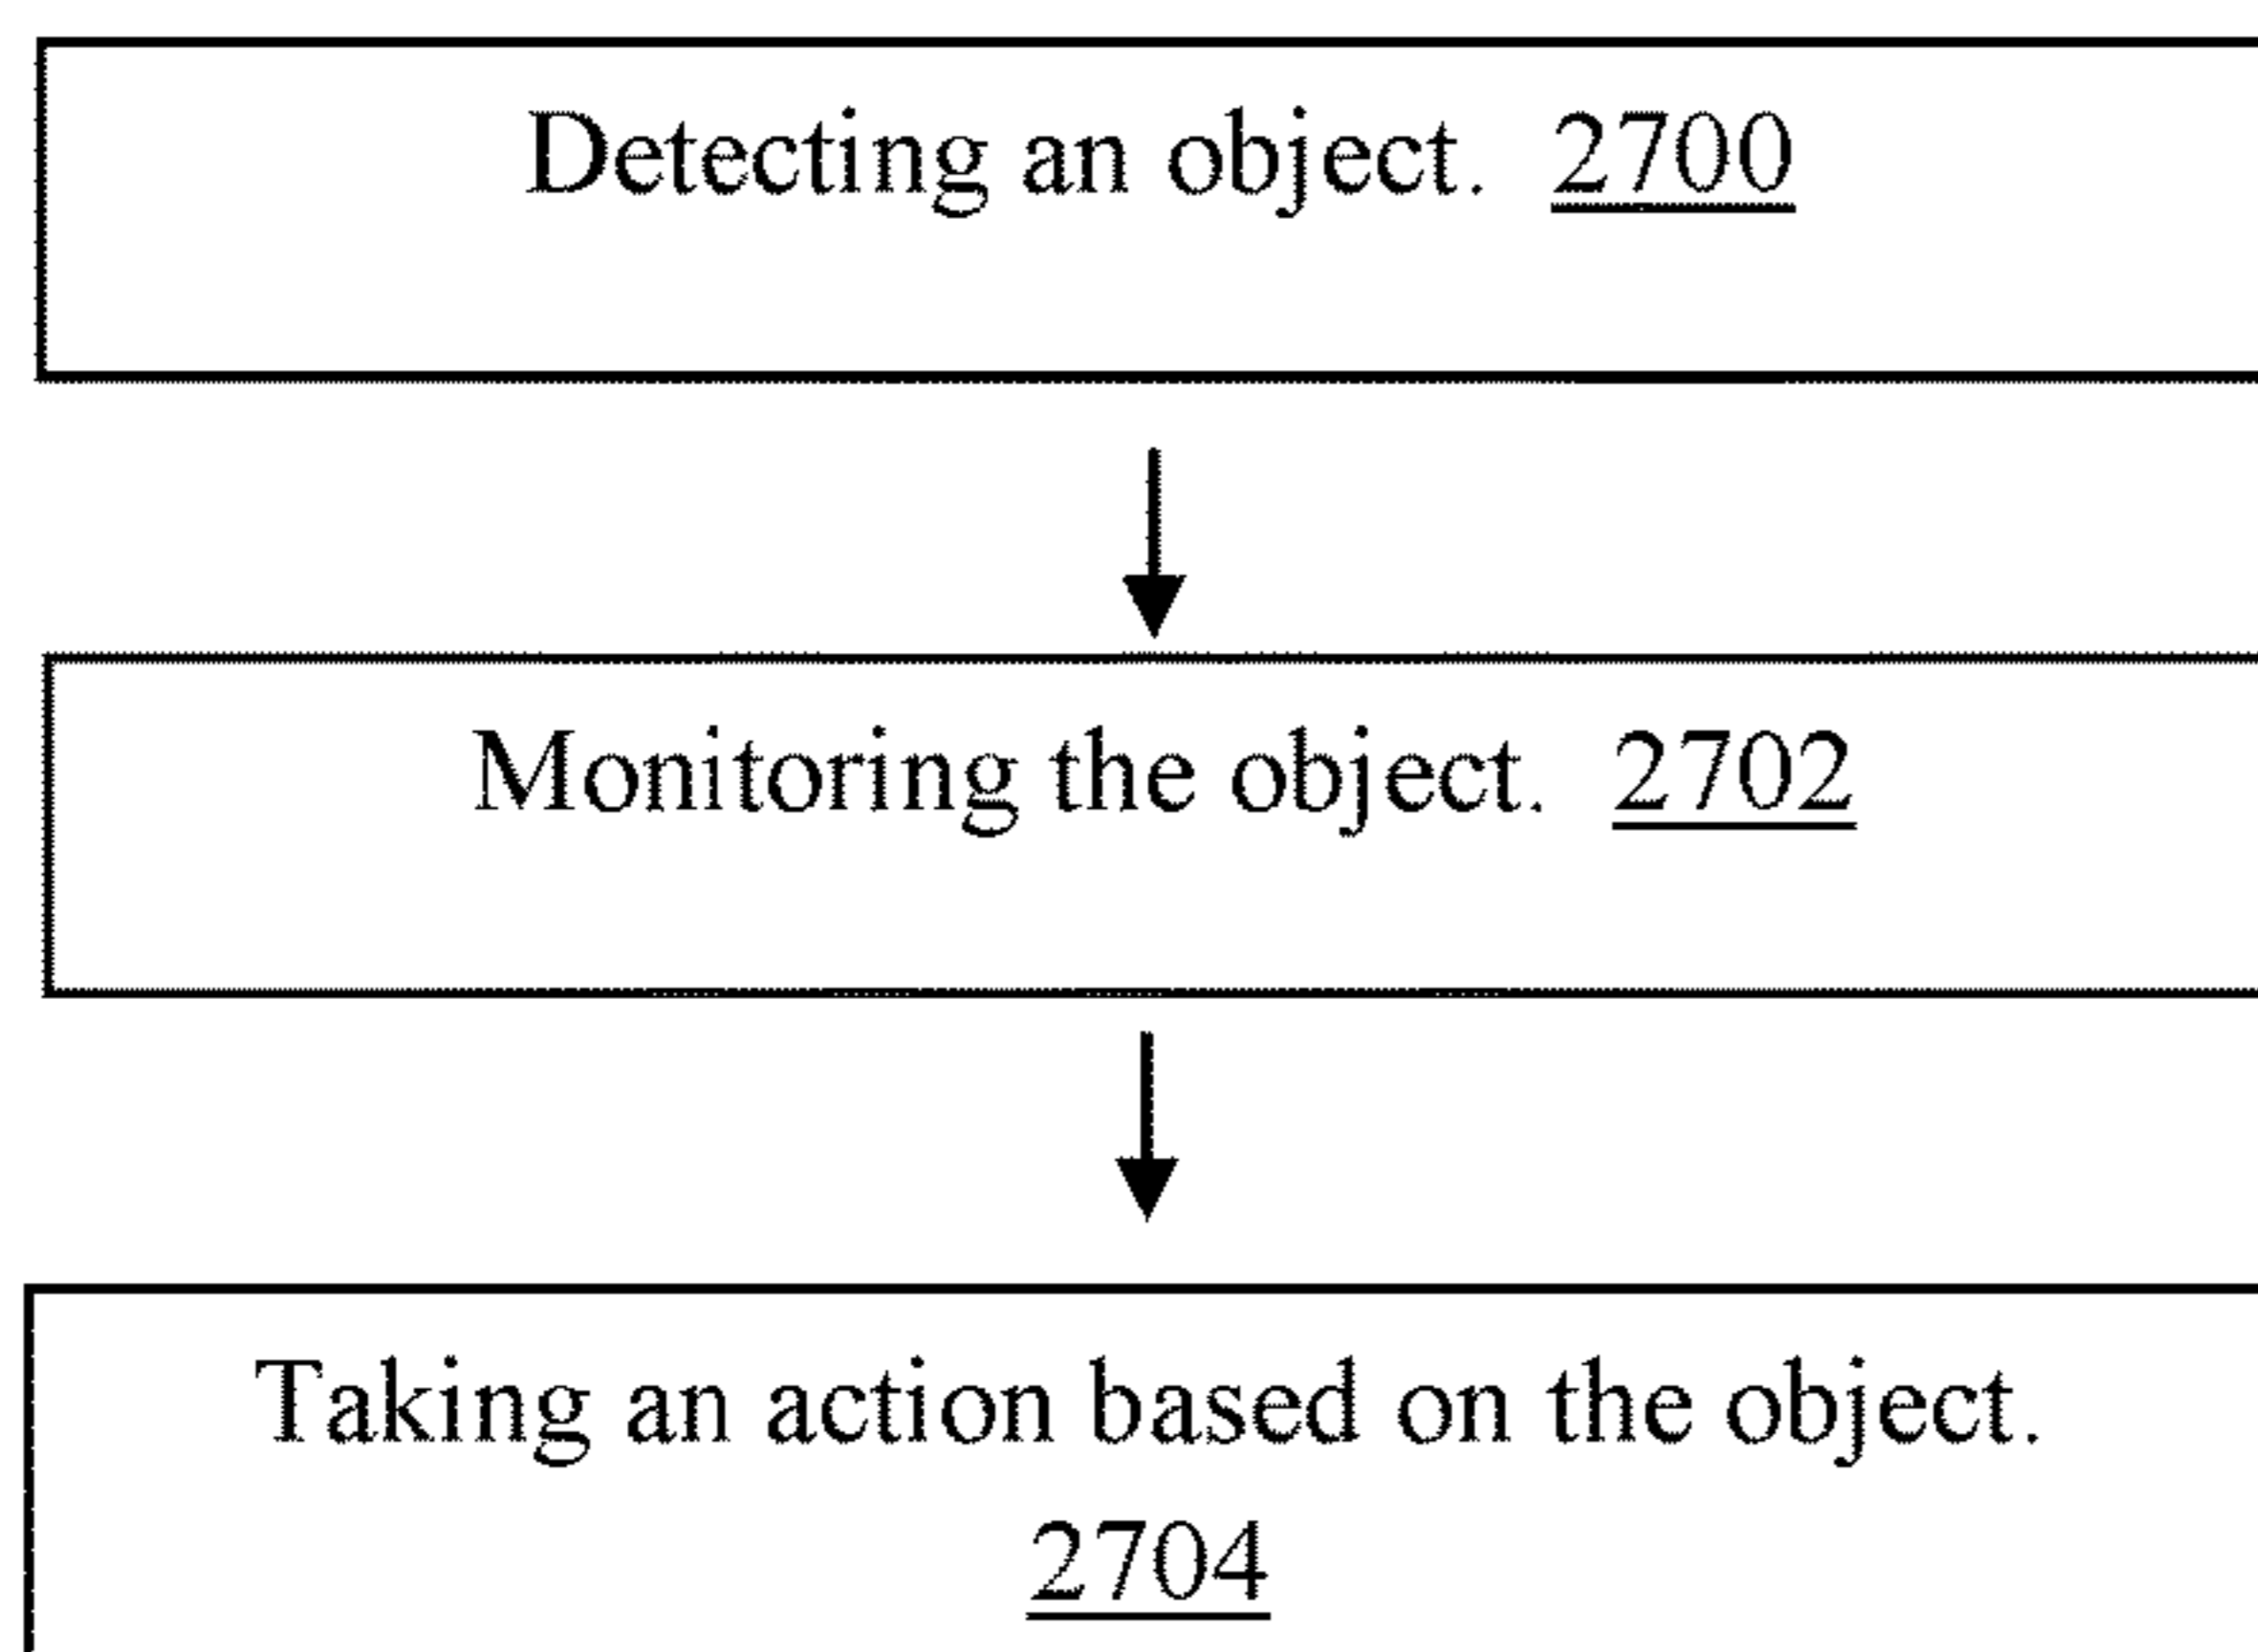 Detecting an object. 2700
Monitoring the object. 2702
Taking an action based on the object.
2704